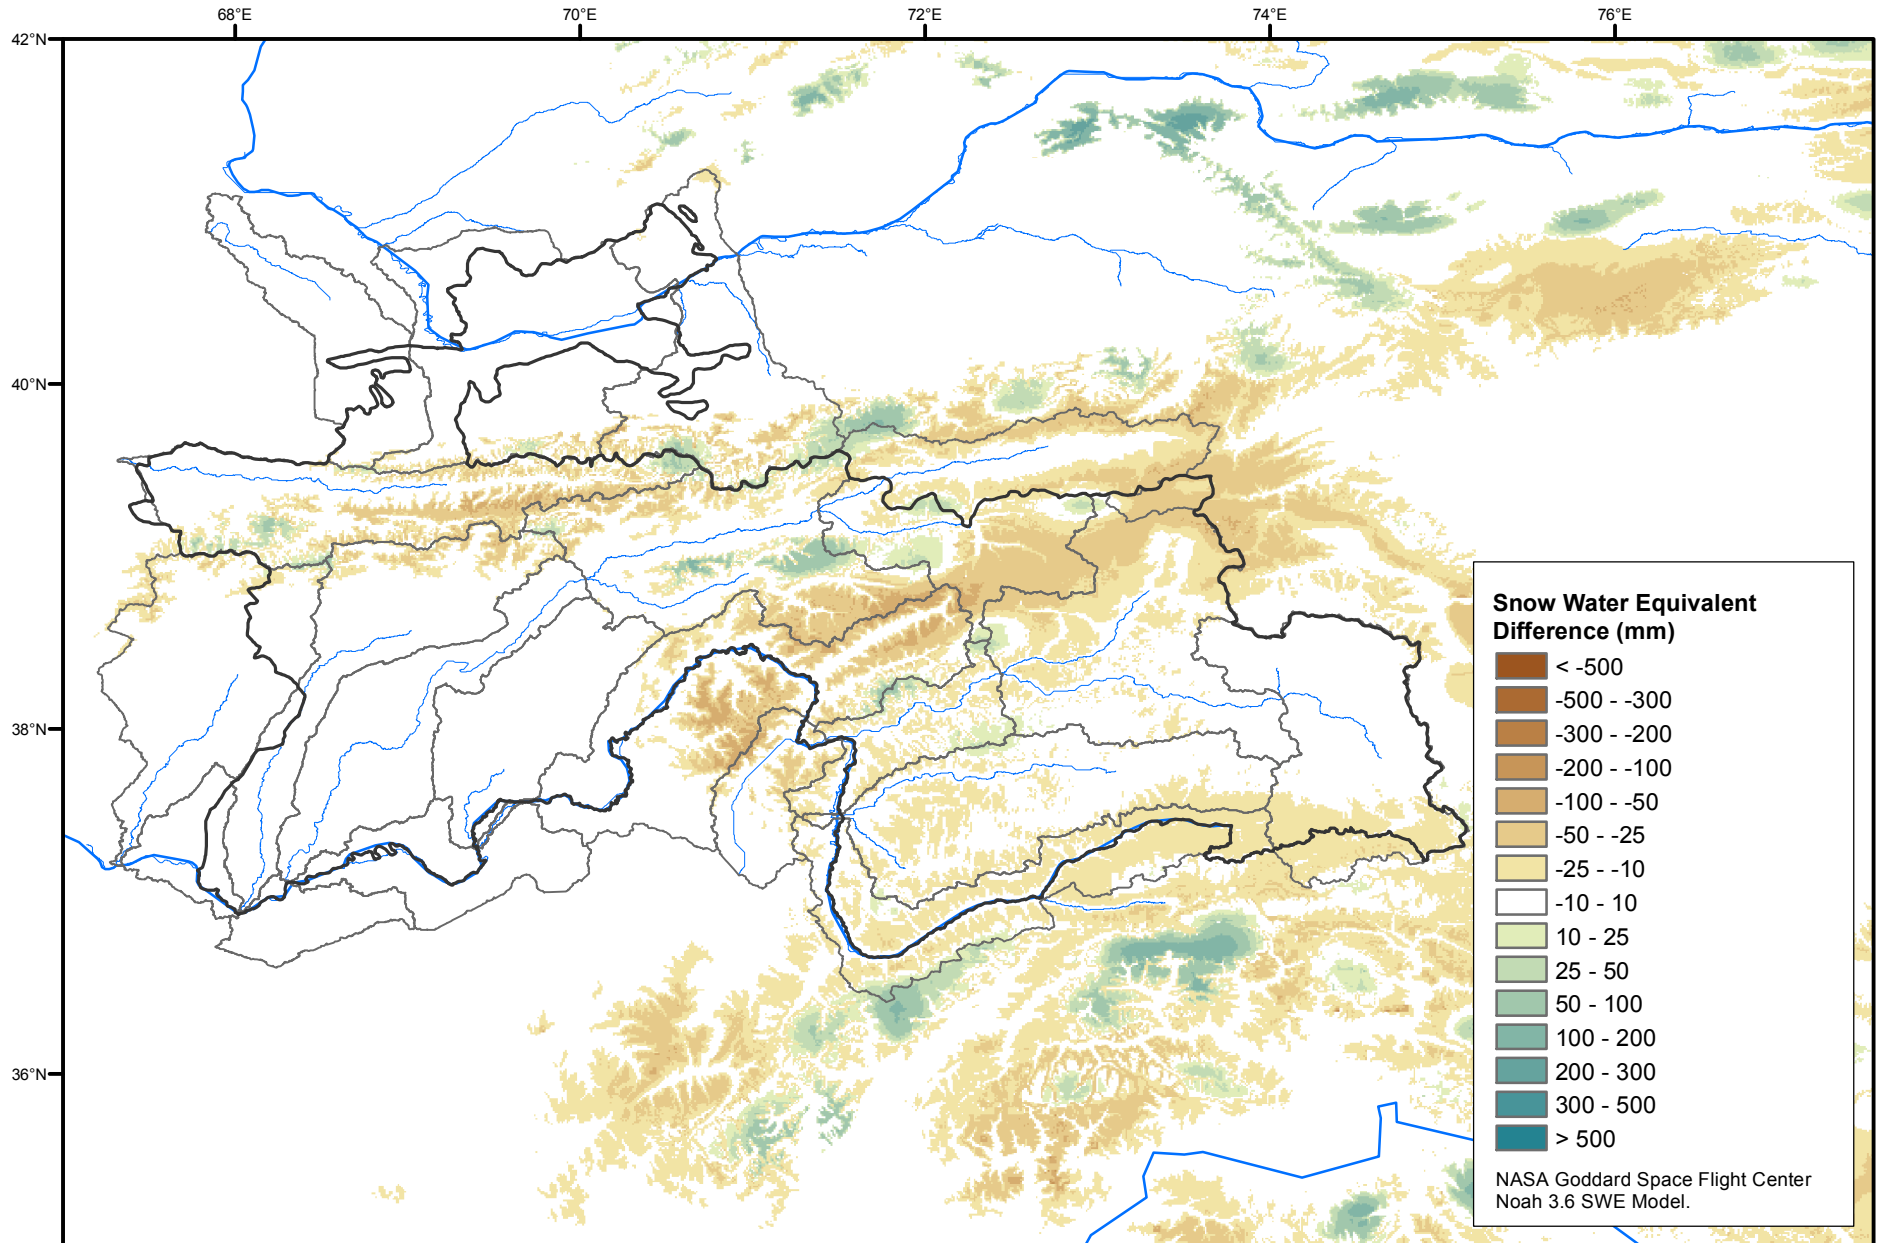 68°E
70°E
72°E
74°E
76°E
42°N
40°N
38°N
36°N
Snow Water Equivalent
Difference (mm)
< -500
-500 - -300
-300 - -200
-200 - -100
-100 - -50
-50 - -25
-25 - -10
-10 - 10
10 - 25
25 - 50
50 - 100
100 - 200
200 - 300
300 - 500
> 500
NASA Goddard Space Flight Center
Noah 3.6 SWE Model.